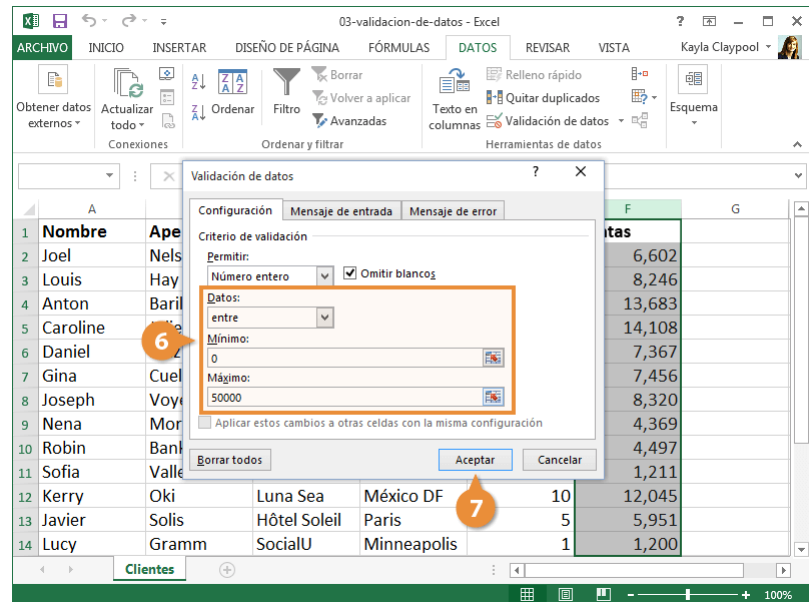 03-validacion-de-datos - Excel
ARCHIVO INICIO INSERTAR DISEÑO DE PÁGINA FÓRMULAS DATOS REVISAR VISTA Kayla Claypool
Obtener datos externos
Actualizar todo
Conexiones
Ordenar
Filtro
Borrar
Volver a aplicar
Avanzadas
Ordenar y filtrar
Texto en columnas
Relleno rápido
Quitar duplicados
Validación de datos
Herramientas de datos
Esquema
Validación de datos ? ×
Configuración Mensaje de entrada Mensaje de error
Criterio de validación
Permitir:
Número entero Omitir blancos
Datos:
entre
6
Mínimo:
0
Máximo:
50000
Aplicar estos cambios a otras celdas con la misma configuración
Borrar todos Aceptar Cancelar
7
A F G
1 Nombre Ape tas
2 Joel Nels 6,602
3 Louis Hay 8,246
4 Anton Baril 13,683
5 Caroline 14,108
6 Daniel 7,367
7 Gina Cuel 7,456
8 Joseph Voye 8,320
9 Nena Mor 4,369
10 Robin Ban 4,497
11 Sofia Valle 1,211
12 Kerry Oki Luna Sea México DF 10 12,045
13 Javier Solis Hôtel Soleil Paris 5 5,951
14 Lucy Gramm SocialU Minneapolis 1 1,200
Clientes
100%